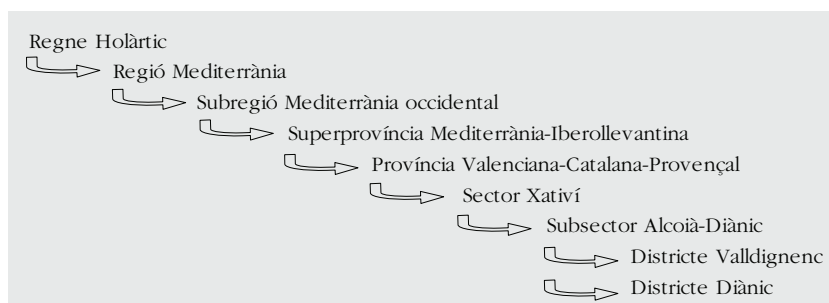 Regne Holàrtic
Regió Mediterrània
Subregió Mediterrània occidental
Superprovíncia Mediterrània-Iberollevantina
Província Valenciana-Catalana-Provençal
Sector Xativí
Subsector Alcoià-Diànic
Districte Valldignenc
Districte Diànic